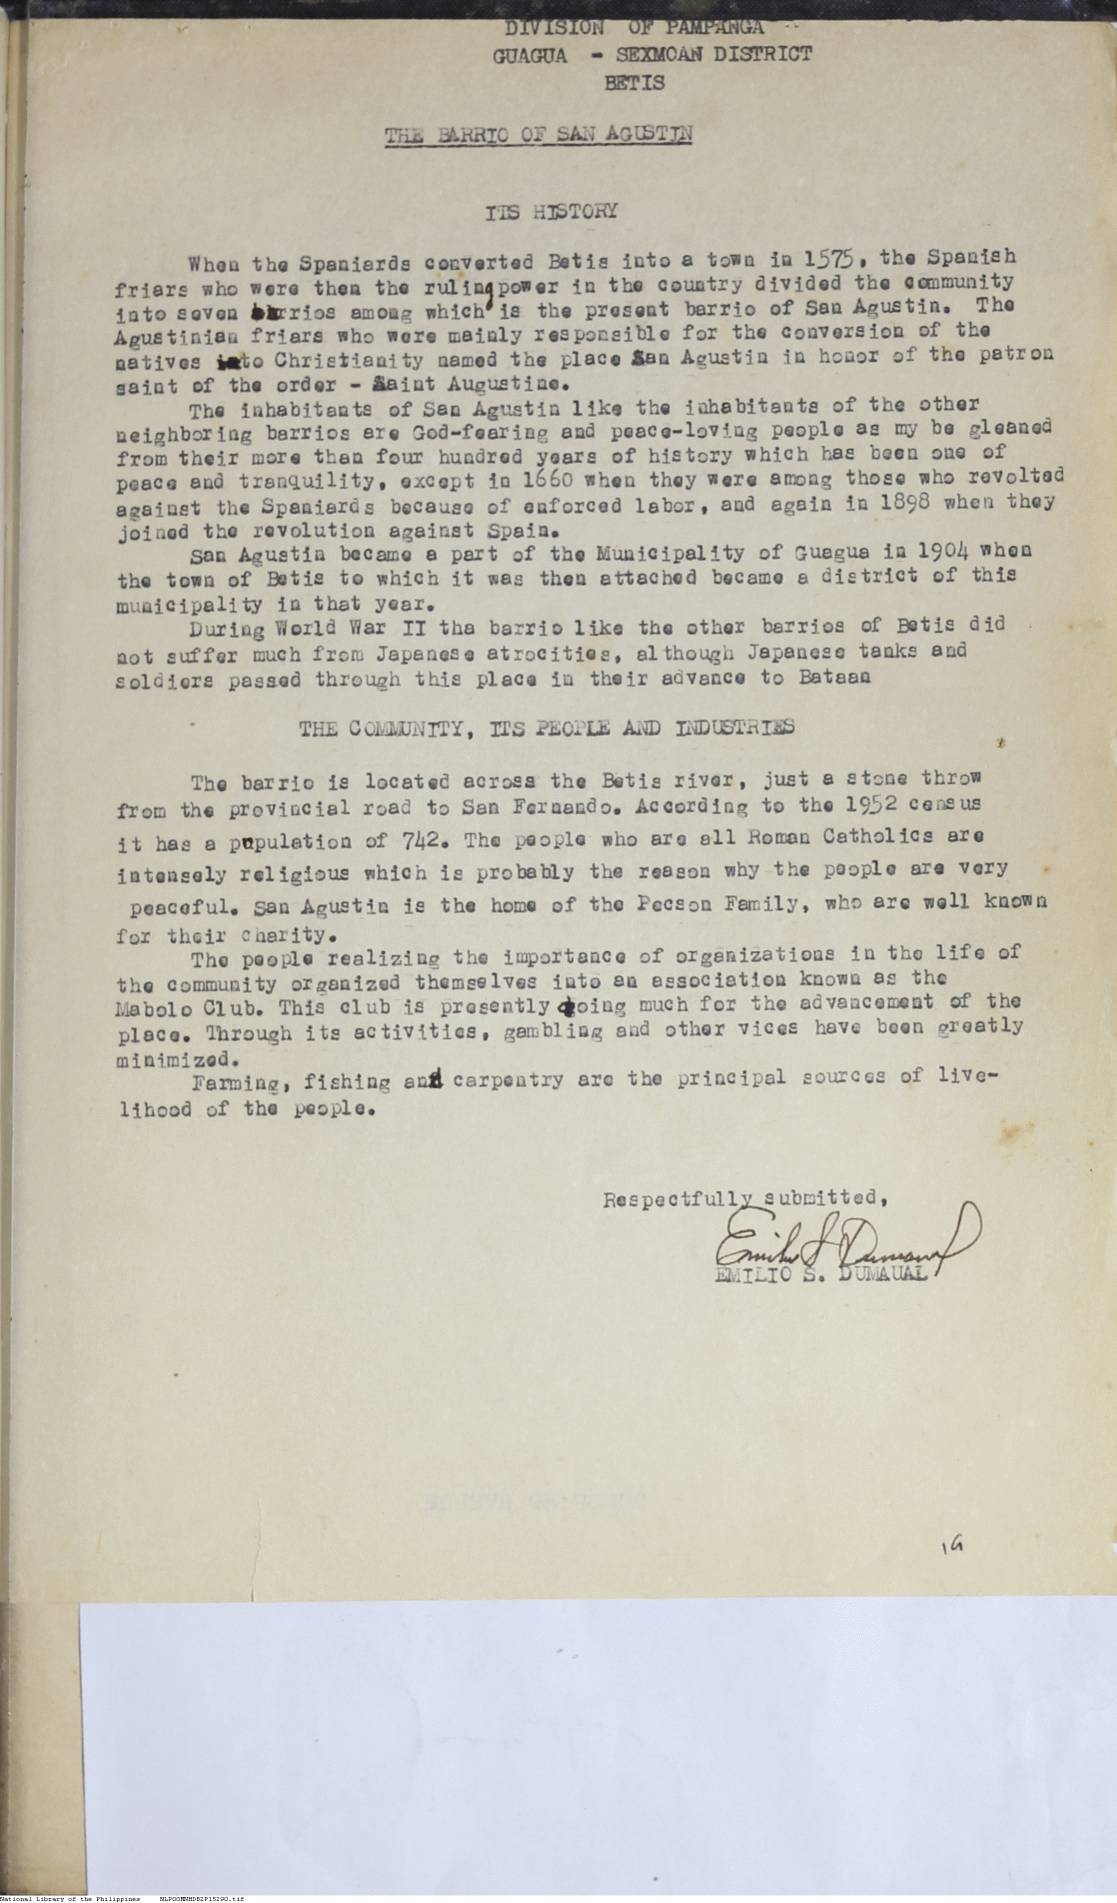 DIVISION OF PAMPANGA
GUAGUA - SEXMOAN DISTRICT
BETIS
THE BARRIO OF SAN AGUSTIN
ITS HISTORY
When the Spaniards converted Betis into a town in 1575, the Spanish
friars who were then the ruling power in the country divided the community
into seven barrios among which is the present barrio of San Agustin. The
Agustinian friars who were mainly responsible for the conversion of the
natives into Christianity named the place San Agustin in honor of the patron
saint of the order - Saint Augustine.
The inhabitants of San Agustin like the inhabitants of the other
neighboring barrios are God-fearing and peace-loving people as my be gleaned
from their more than four hundred years of history which has been one of
peace and tranquility, except in 1660 when they were among those who revolted
against the Spaniards because of enforced labor, and again in 1898 when they
joined the revolution against Spain.
San Agustin became a part of the Municipality of Guagua in 1904 when
the town of Betis to which it was then attached became a district of this
municipality in that year.
During World War II tha barrio like the other barrios of Betis did
not suffer much from Japanese atrocities, although Japanese tanks and
soldiers passed through this place in their advance to Bataan
THE COMMUNITY, ITS PEOPLE AND INDUSTRIES
The barrio is located across the Betis river, just a stone throw
from the provincial road to San Fernando. According to the 1952 census
it has a population of 742. The people who are all Roman Catholics are
intensely religious which is probably the reason why the people are very
peaceful. San Agustin is the home of the Pecson Family, who are well known
for their charity.
The people realizing the importance of organizations in the life of
the community organized themselves into an association known as the
Mabolo Club. This club is presently doing much for the advancement of the
place. Through its activities, gambling and other vices have been greatly
minimized.
Farming, fishing and carpentry are the principal sources of live-
lihood of the people.
Respectfully submitted,
Emilio S. Dumaual
EMILIO S. DUMAUAL
19
National Library of the Philippines NLPOOMNHDB2P15290.tif